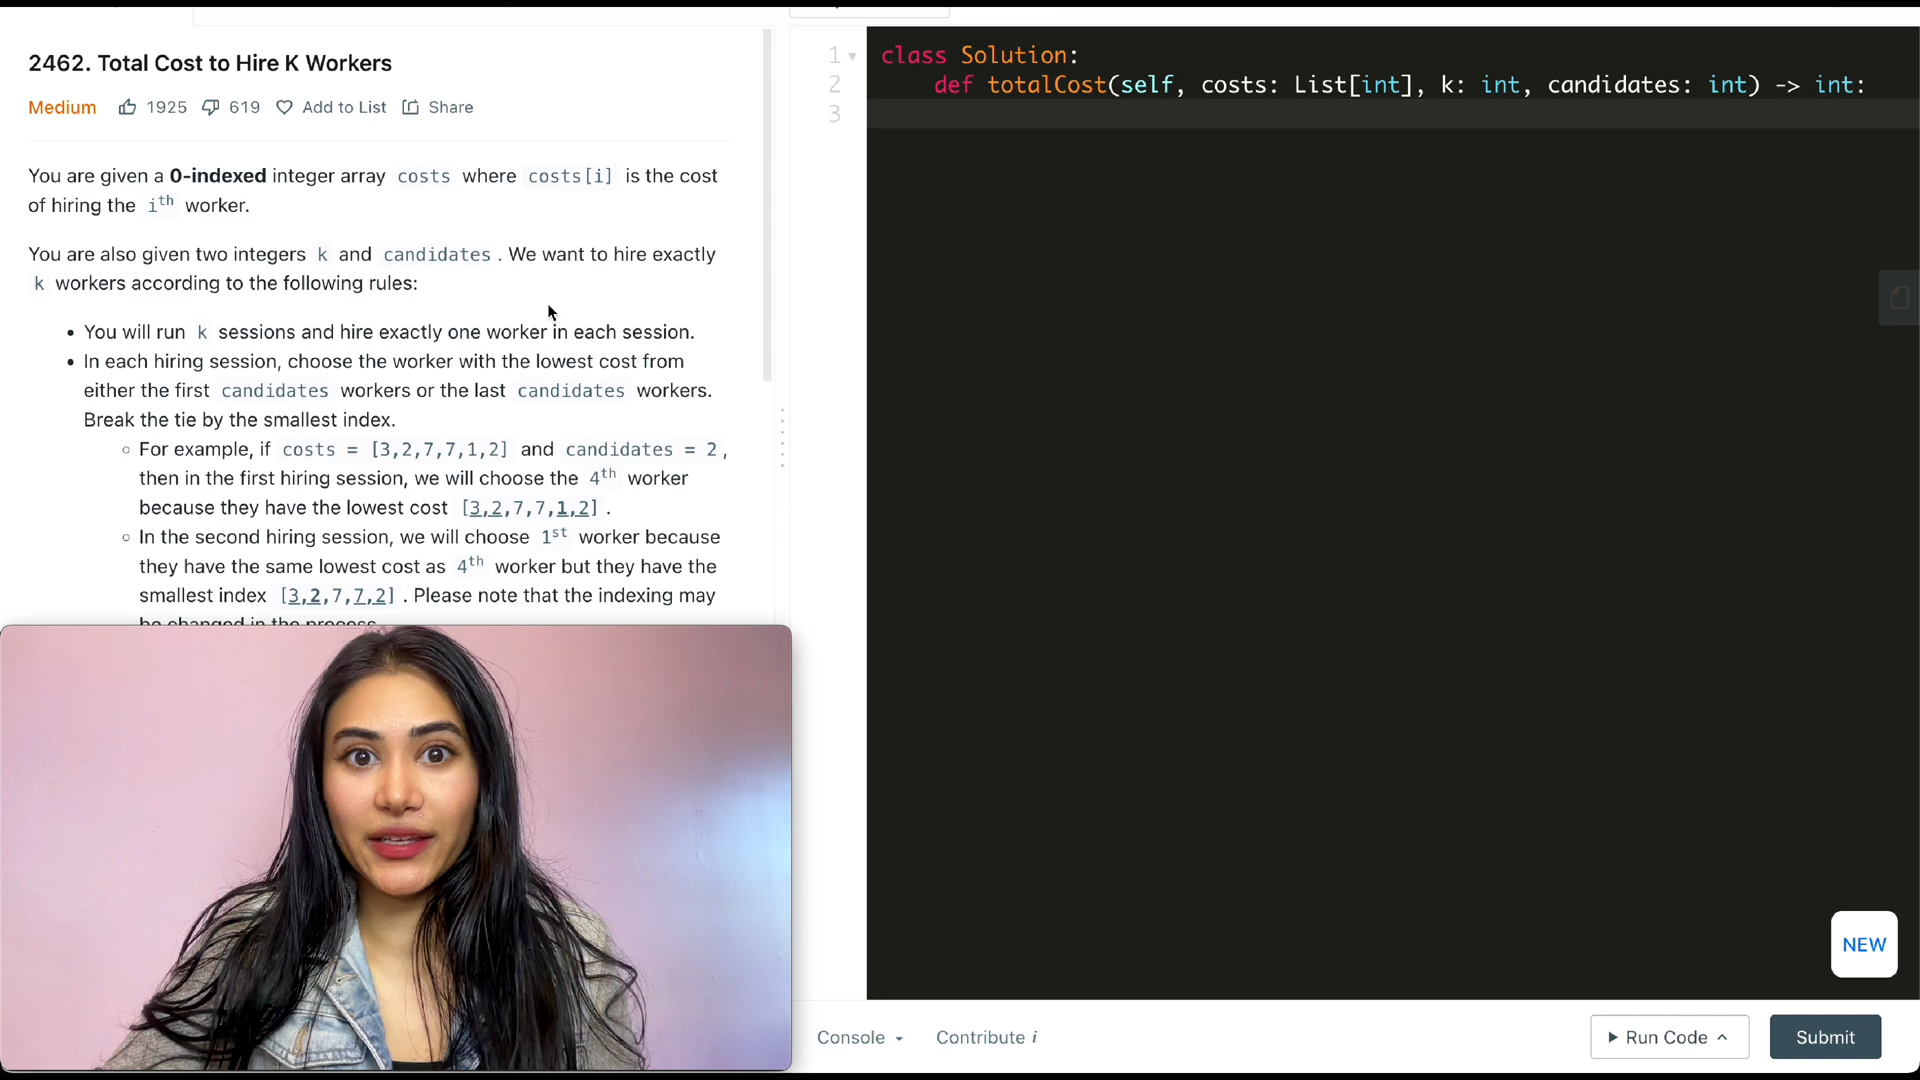 2462. Total Cost to Hire K Workers
Medium 1925 619 Add to List Share
You are given a 0-indexed integer array costs where costs[i] is the cost
of hiring the ith worker.
You are also given two integers k and candidates . We want to hire exactly
k workers according to the following rules:
• You will run k sessions and hire exactly one worker in each session.
• In each hiring session, choose the worker with the lowest cost from
either the first candidates workers or the last candidates workers.
Break the tie by the smallest index.
○ For example, if costs = [3,2,7,7,1,2] and candidates = 2 ,
then in the first hiring session, we will choose the 4th worker
because they have the lowest cost [3,2,7,7,1,2] .
○ In the second hiring session, we will choose 1st worker because
they have the same lowest cost as 4th worker but they have the
smallest index [3,2,7,7,2] . Please note that the indexing may
be changed in the process.
1 class Solution:
2 def totalCost(self, costs: List[int], k: int, candidates: int) -> int:
3
NEW
Console Contribute i Run Code Submit